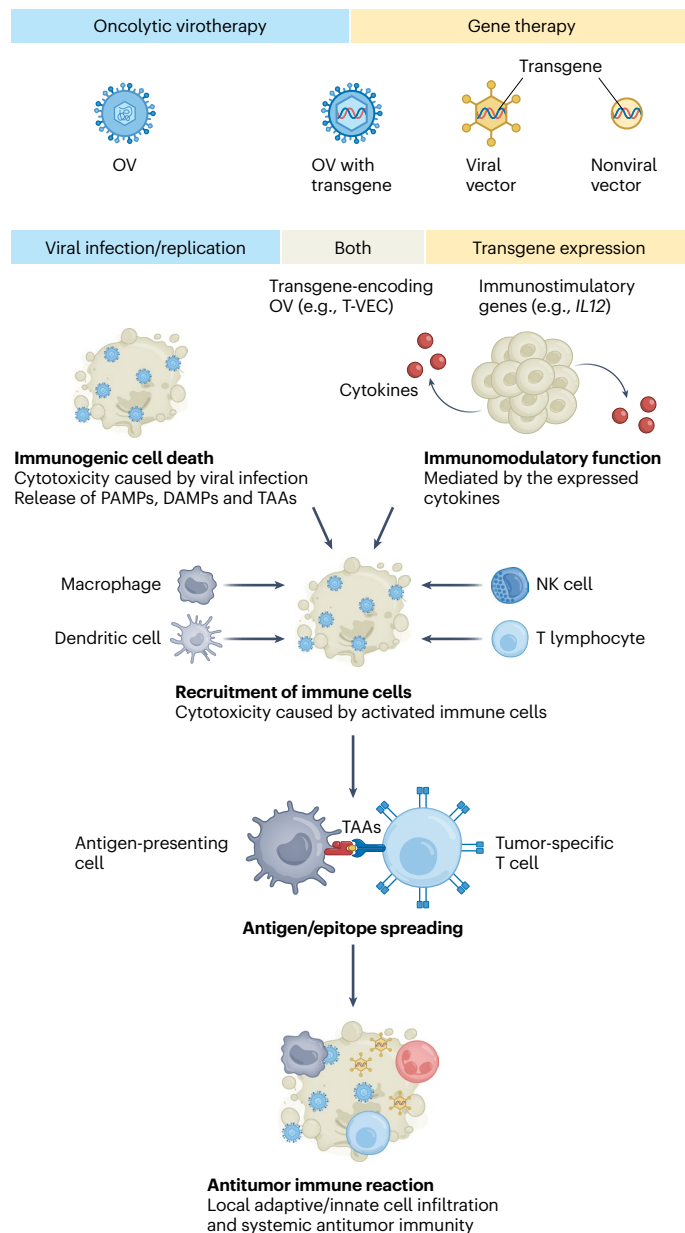 Oncolytic virotherapy
Gene therapy
Transgene
OV
OV with
transgene
Viral
vector
Nonviral
vector
Viral infection/replication
Both
Transgene expression
Transgene-encoding
OV (e.g., T-VEC)
Immunostimulatory
genes (e.g., IL12)
Cytokines
Immunogenic cell death
Cytotoxicity caused by viral infection
Release of PAMPs, DAMPs and TAAs
Immunomodulatory function
Mediated by the expressed
cytokines
Macrophage
NK cell
Dendritic cell
T lymphocyte
Recruitment of immune cells
Cytotoxicity caused by activated immune cells
TAAs
Antigen-presenting
cell
Tumor-specific
T cell
Antigen/epitope spreading
Antitumor immune reaction
Local adaptive/innate cell infiltration
and systemic antitumor immunity